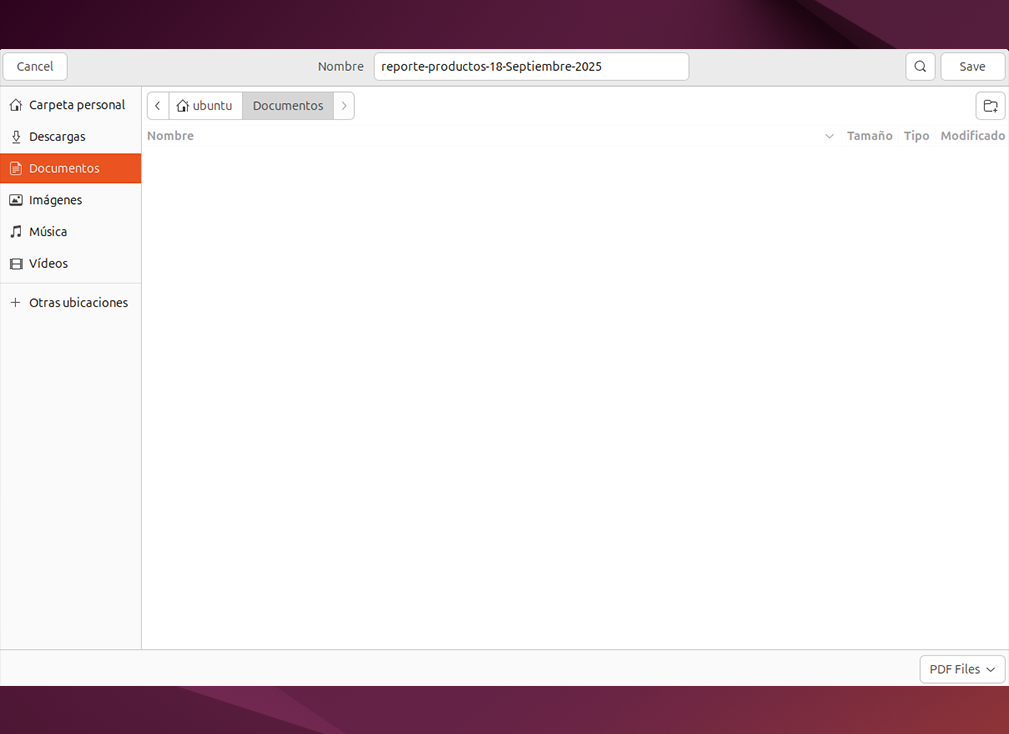 Cancel
Nombre
reporte-productos-18-Septiembre-2025
Save
Carpeta personal
Descargas
Documentos
Imágenes
Música
Vídeos
Otras ubicaciones
ubuntu
Documentos
Nombre
Tamaño
Tipo
Modificado
PDF Files